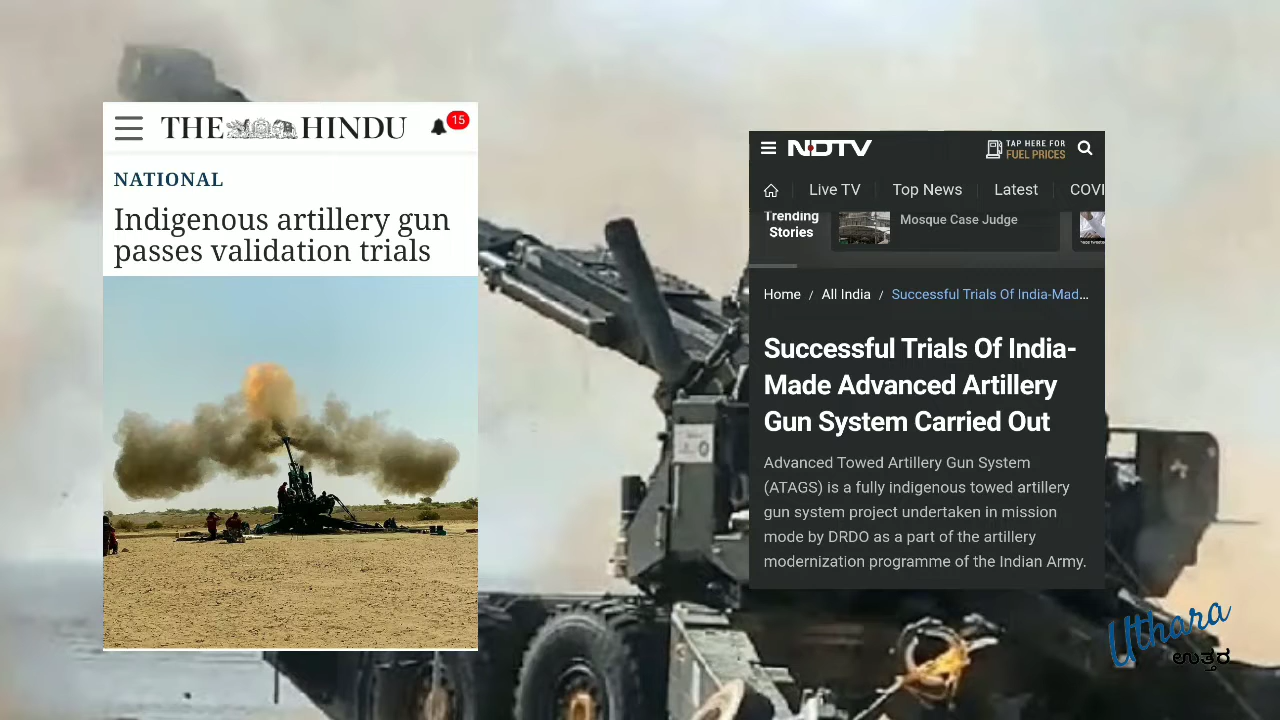 THE HINDU
15
NATIONAL
Indigenous artillery gun
passes validation trials
NDTV
TAP HERE FOR
FUEL PRICES
Live TV
Top News
Latest
COVI
Trending
Stories
Mosque Case Judge
Home / All India / Successful Trials Of India-Mad...
Successful Trials Of India-
Made Advanced Artillery
Gun System Carried Out
Advanced Towed Artillery Gun System
(ATAGS) is a fully indigenous towed artillery
gun system project undertaken in mission
mode by DRDO as a part of the artillery
modernization programme of the Indian Army.
Uthara
ಉತ್ತರ